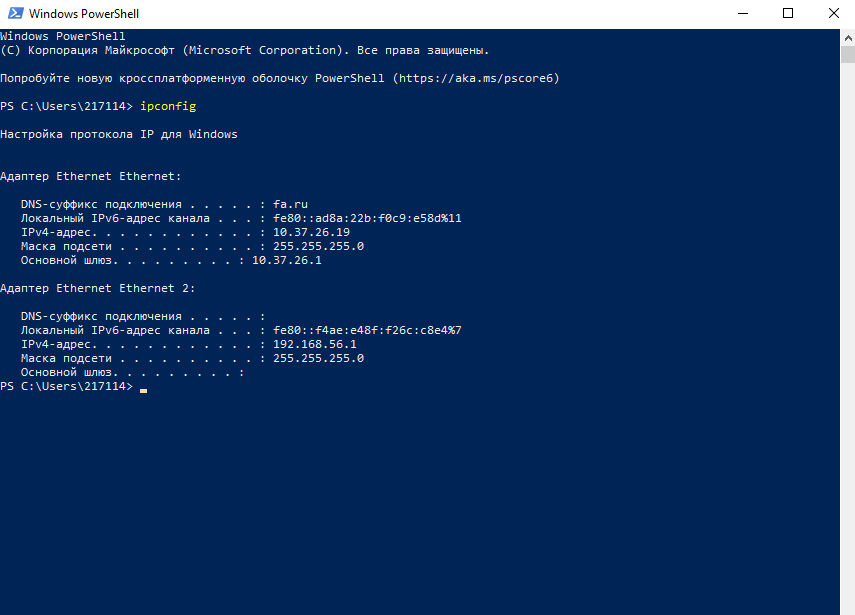 Windows PowerShell
Windows PowerShell
(C) Корпорация Майкрософт (Microsoft Corporation). Все права защищены.
Попробуйте новую кроссплатформенную оболочку PowerShell (https://aka.ms/pscore6)
PS C:\Users\217114> ipconfig
Настройка протокола IP для Windows
Адаптер Ethernet Ethernet:
DNS-суффикс подключения . . . . . : fa.ru
Локальный IPv6-адрес канала . . . : fe80::ad8a:22b:f0c9:e58d%11
IPv4-адрес. . . . . . . . . . . . : 10.37.26.19
Маска подсети . . . . . . . . . . : 255.255.255.0
Основной шлюз. . . . . . . . . : 10.37.26.1
Адаптер Ethernet Ethernet 2:
DNS-суффикс подключения . . . . . :
Локальный IPv6-адрес канала . . . : fe80::f4ae:e48f:f26c:c8e4%7
IPv4-адрес. . . . . . . . . . . . : 192.168.56.1
Маска подсети . . . . . . . . . . : 255.255.255.0
Основной шлюз. . . . . . . . . :
PS C:\Users\217114>